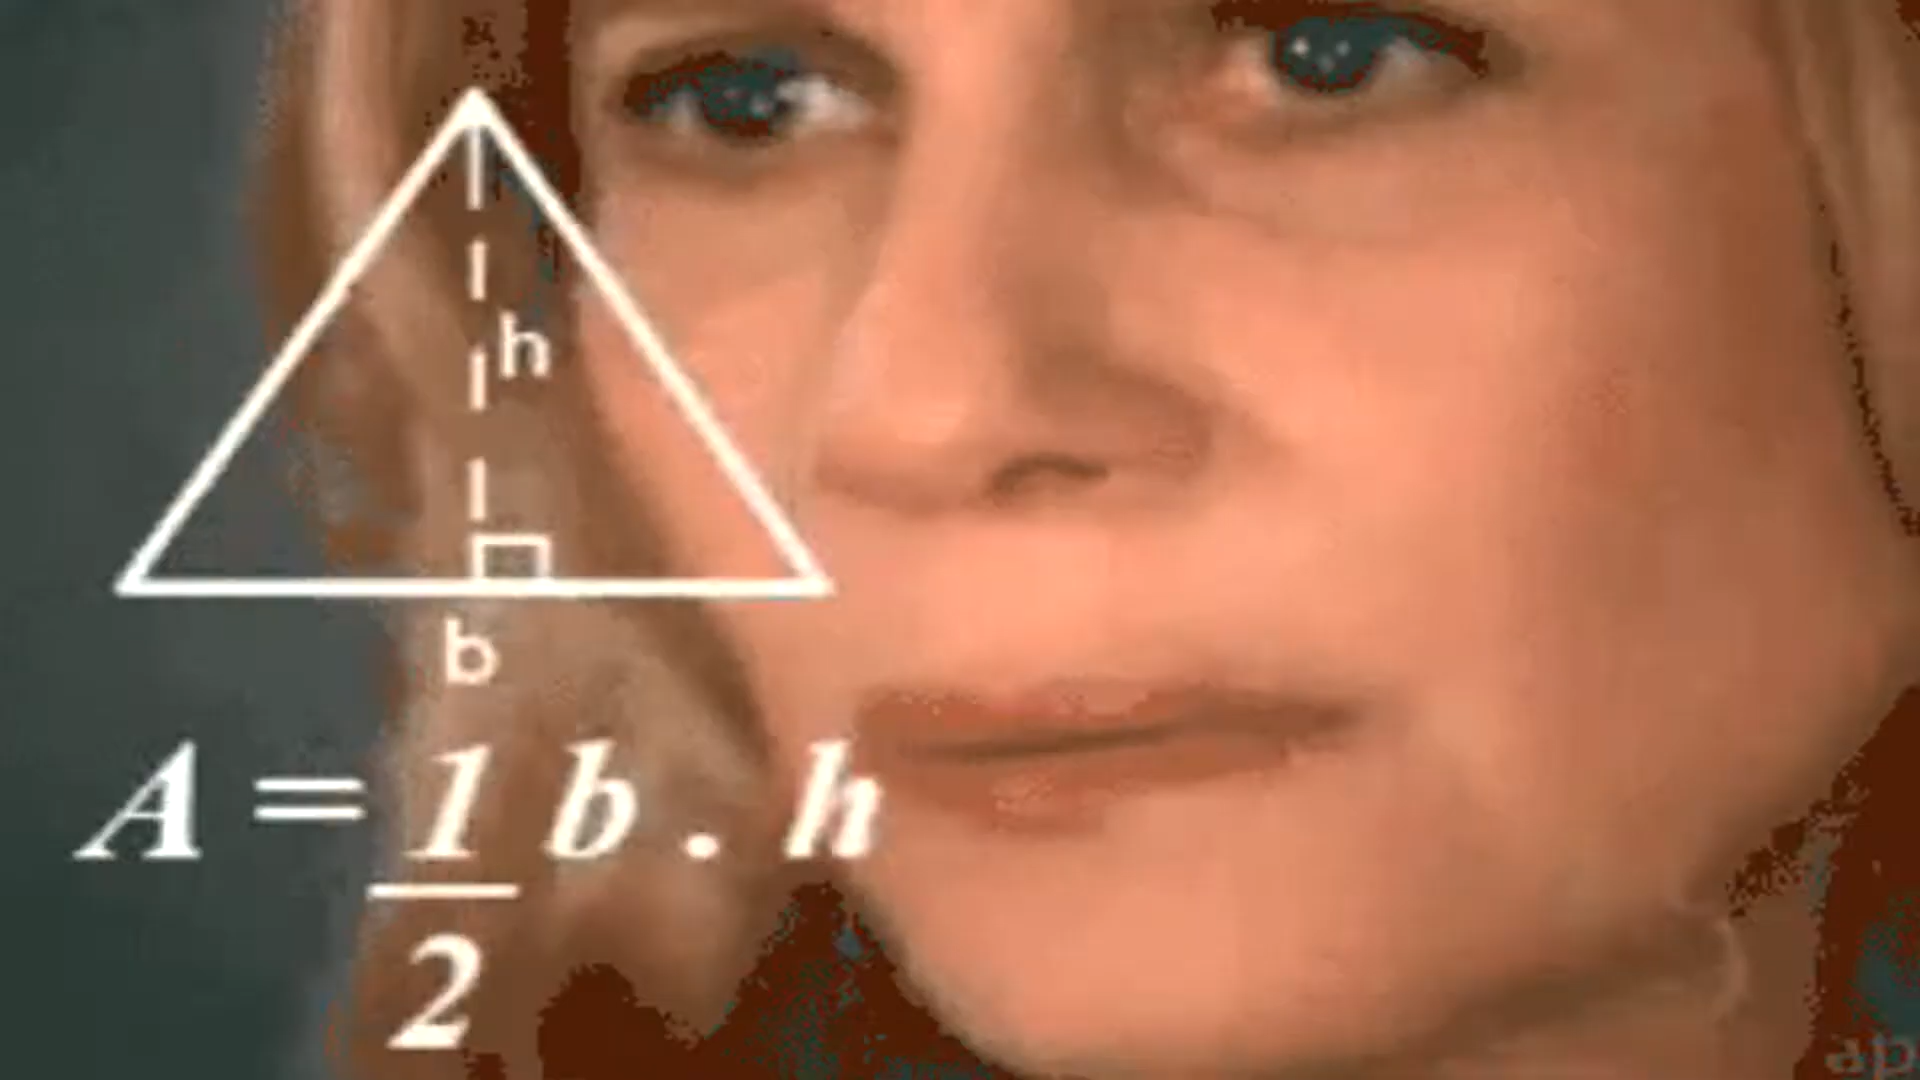 h
b
A = 1/2 b . h